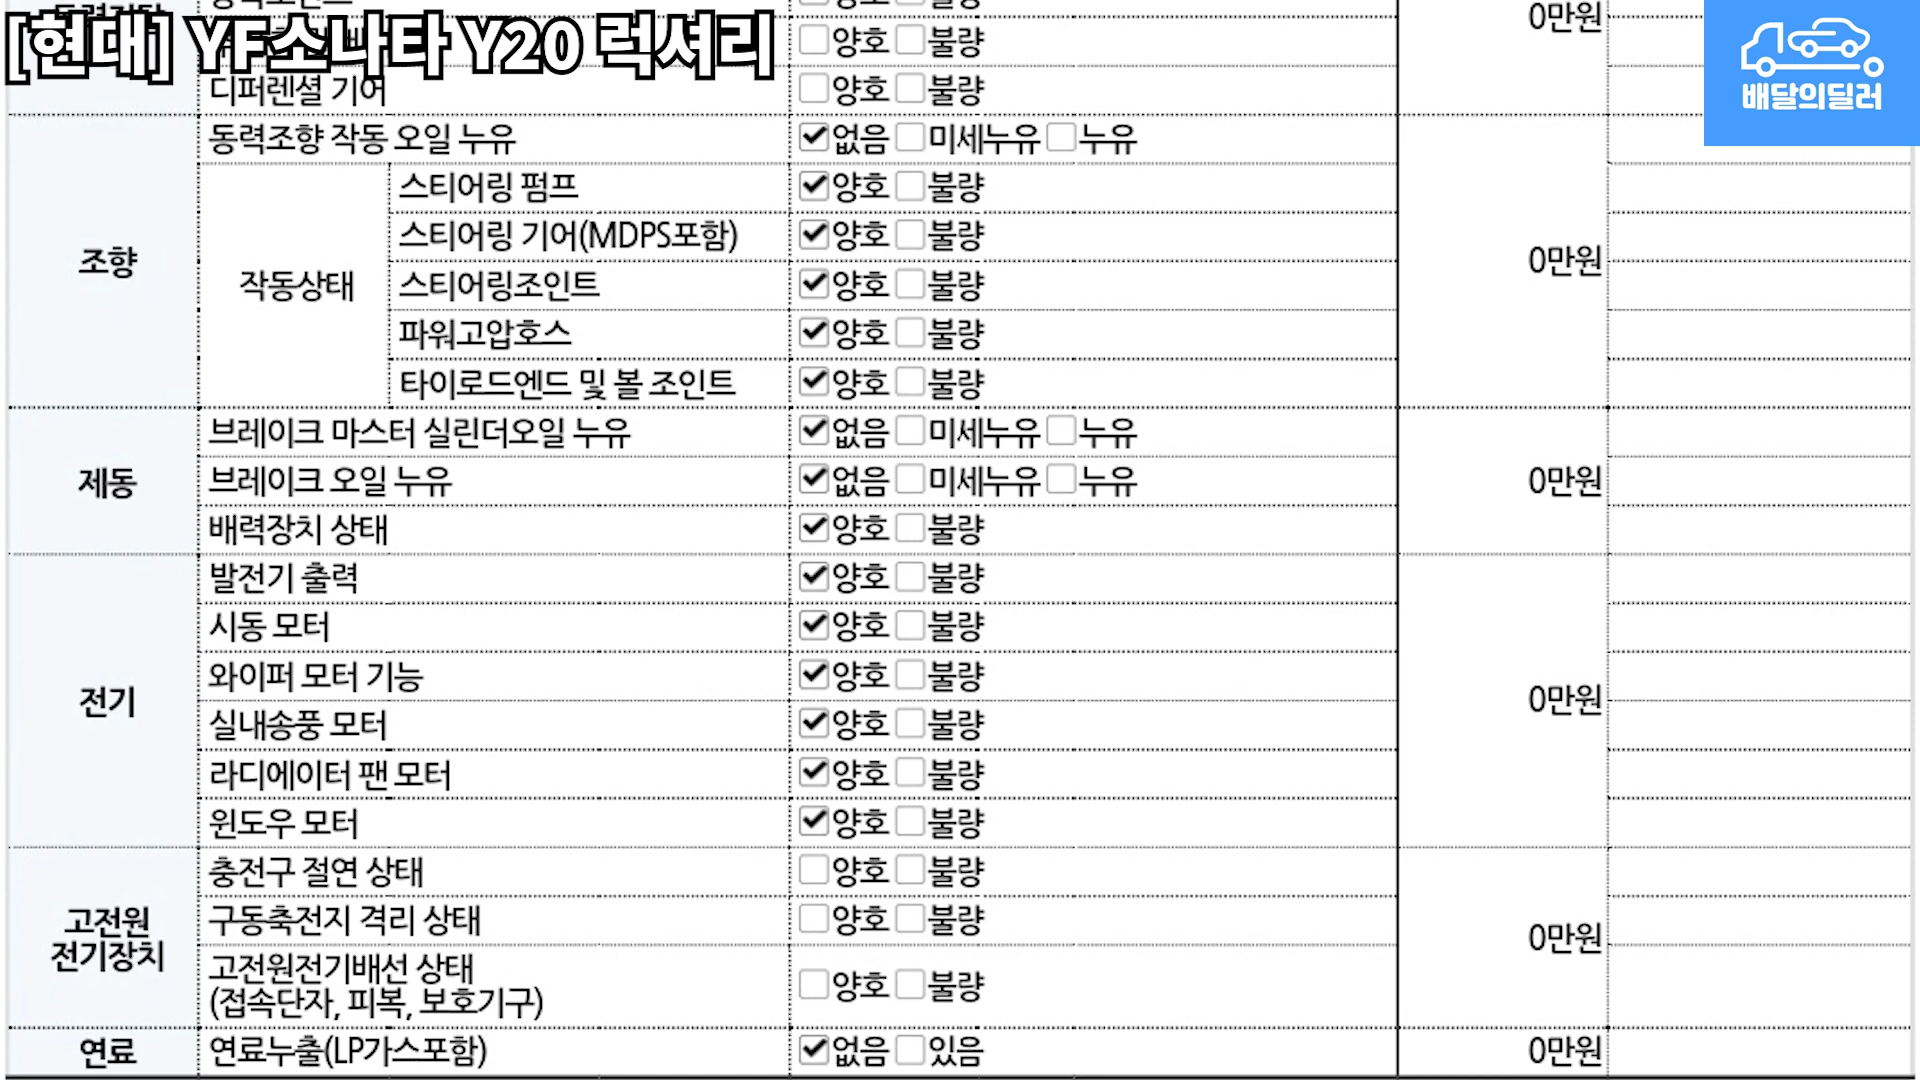 0만원
[현대] YF소나타 Y20 럭셔리
양호 불량
디퍼렌셜 기어 양호 불량
배달의딜러
조향
동력조향 작동 오일 누유 없음 미세누유 누유
작동상태
스티어링 펌프 양호 불량
스티어링 기어(MDPS포함) 양호 불량
스티어링조인트 양호 불량
파워고압호스 양호 불량
타이로드엔드 및 볼 조인트 양호 불량
0만원
제동
브레이크 마스터 실린더오일 누유 없음 미세누유 누유
브레이크 오일 누유 없음 미세누유 누유
배력장치 상태 양호 불량
0만원
전기
발전기 출력 양호 불량
시동 모터 양호 불량
와이퍼 모터 기능 양호 불량
실내송풍 모터 양호 불량
라디에이터 팬 모터 양호 불량
윈도우 모터 양호 불량
0만원
고전원
전기장치
충전구 절연 상태 양호 불량
구동축전지 격리 상태 양호 불량
고전원전기배선 상태
(접속단자, 피복, 보호기구) 양호 불량
0만원
연료
연료누출(LP가스포함) 없음 있음
0만원